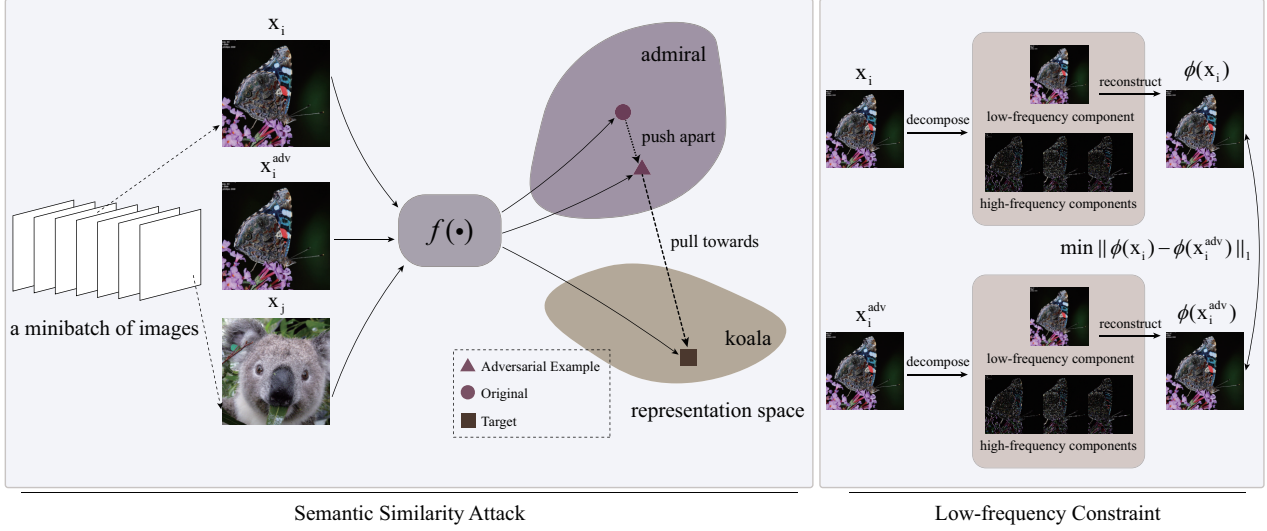 x_i
x_i^adv
x_j
a minibatch of images
f(•)
admiral
push apart
pull towards
koala
Adversarial Example
Original
Target
representation space
Semantic Similarity Attack
x_i
decompose
low-frequency component
high-frequency components
reconstruct
ϕ(x_i)
min || ϕ(x_i) − ϕ(x_i^adv) ||_1
x_i^adv
decompose
low-frequency component
high-frequency components
reconstruct
ϕ(x_i^adv)
Low-frequency Constraint